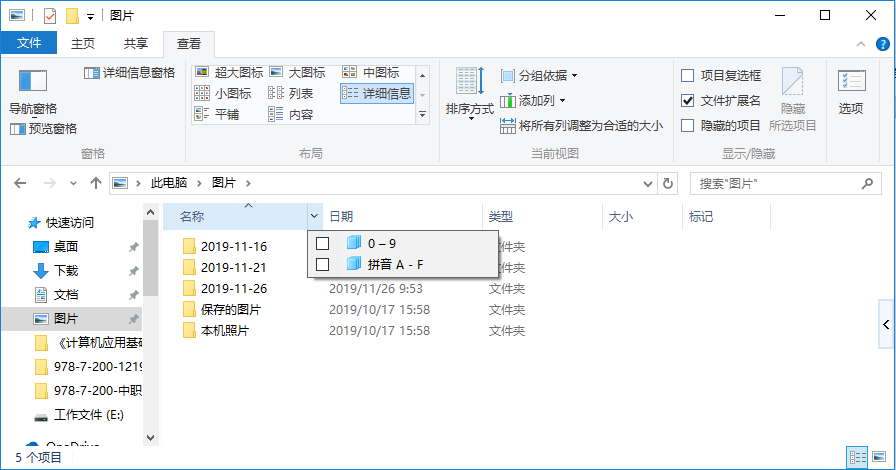 图片
文件 主页 共享 查看
导航窗格
预览窗格
详细信息窗格
窗格
超大图标 大图标 中图标
小图标 列表 详细信息
平铺 内容
布局
排序方式
分组依据
添加列
将所有列调整为合适的大小
当前视图
项目复选框
文件扩展名
隐藏的项目
隐藏
所选项目
显示/隐藏
选项
此电脑 图片
搜索"图片"
快速访问
桌面
下载
文档
图片
《计算机应用基础
978-7-200-1219
978-7-200-中职
工作文件 (E:)
OneDrive
名称 日期 类型 大小 标记
2019-11-16 文件夹
2019-11-21 文件夹
2019-11-26 2019/11/26 9:53 文件夹
保存的图片 2019/10/17 15:58 文件夹
本机照片 2019/10/17 15:58 文件夹
0 – 9
拼音 A - F
5 个项目